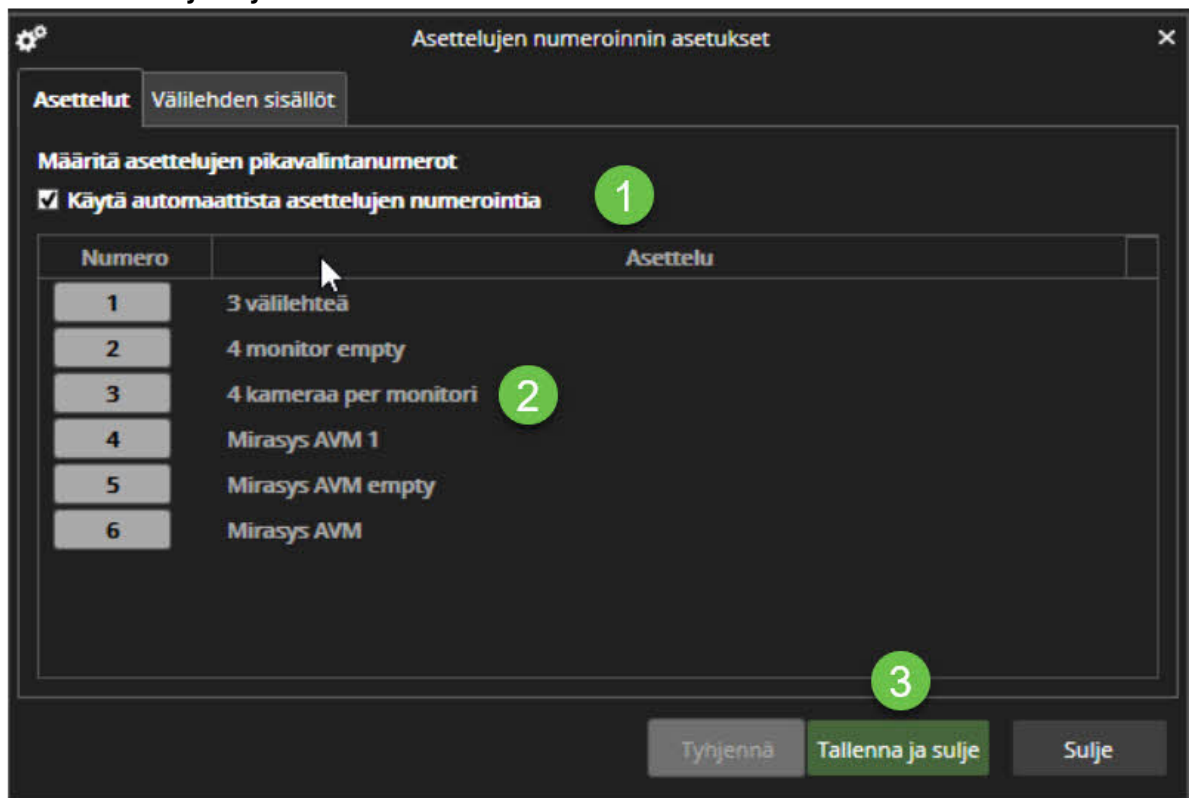 Asettelujen numeroinnin asetukset
Asettelut Välilehden sisällöt
Määritä asettelujen pikavalintanumerot
Käytä automaattista asettelujen numerointia 1
Numero Asettelu
1 3 välilehteä
2 4 monitor empty
3 4 kameraa per monitori 2
4 Mirasys AVM 1
5 Mirasys AVM empty
6 Mirasys AVM
3
Tyhjennä Tallenna ja sulje Sulje